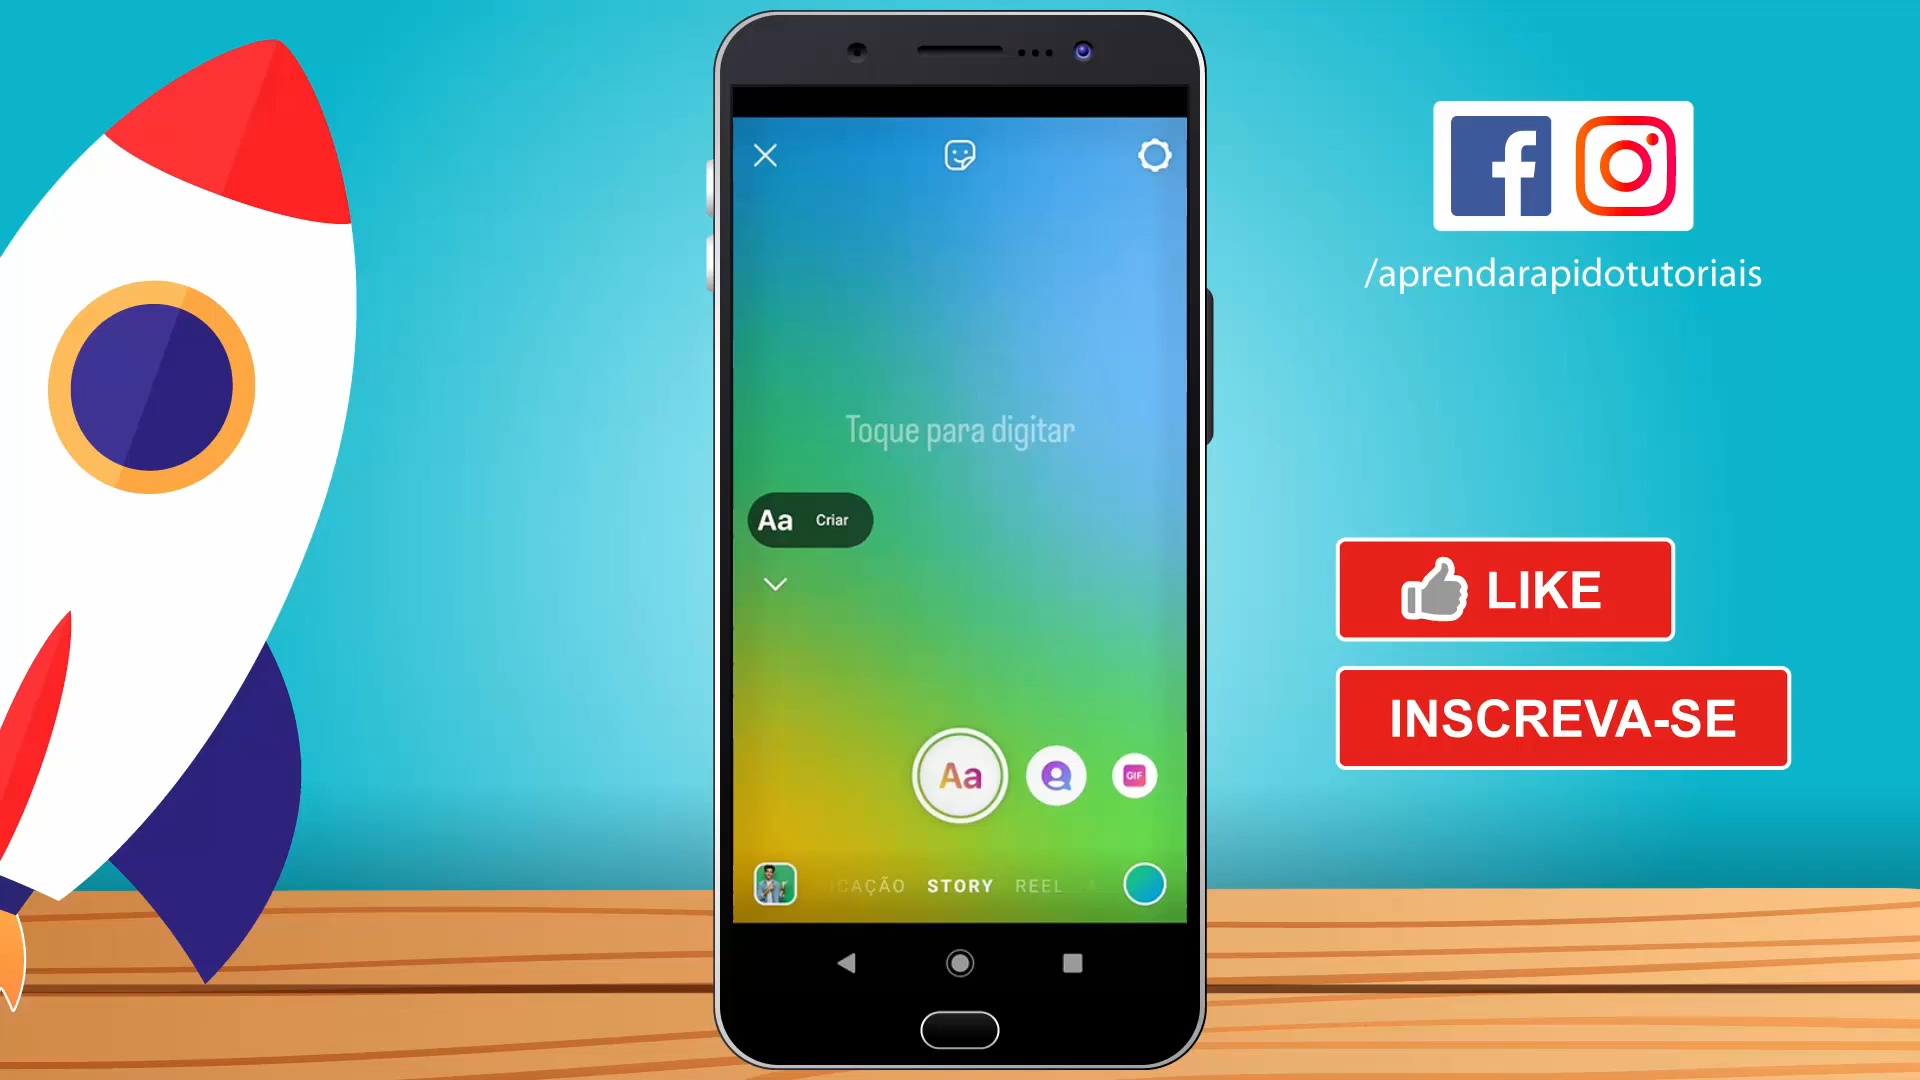 /aprendarapidotutoriais
Toque para digitar
Aa Criar
LIKE
INSCREVA-SE
Aa
GIF
STORY REEL